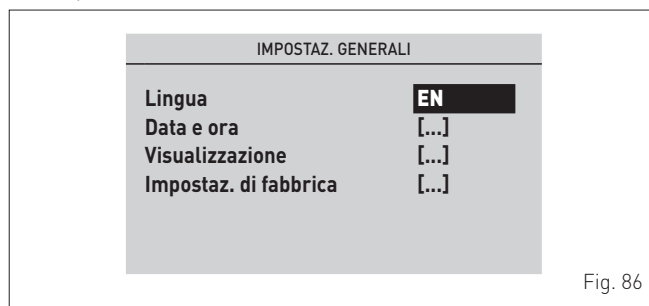 IMPOSTAZ. GENERALI
Lingua EN
Data e ora [...]
Visualizzazione [...]
Impostaz. di fabbrica [...]
Fig. 86